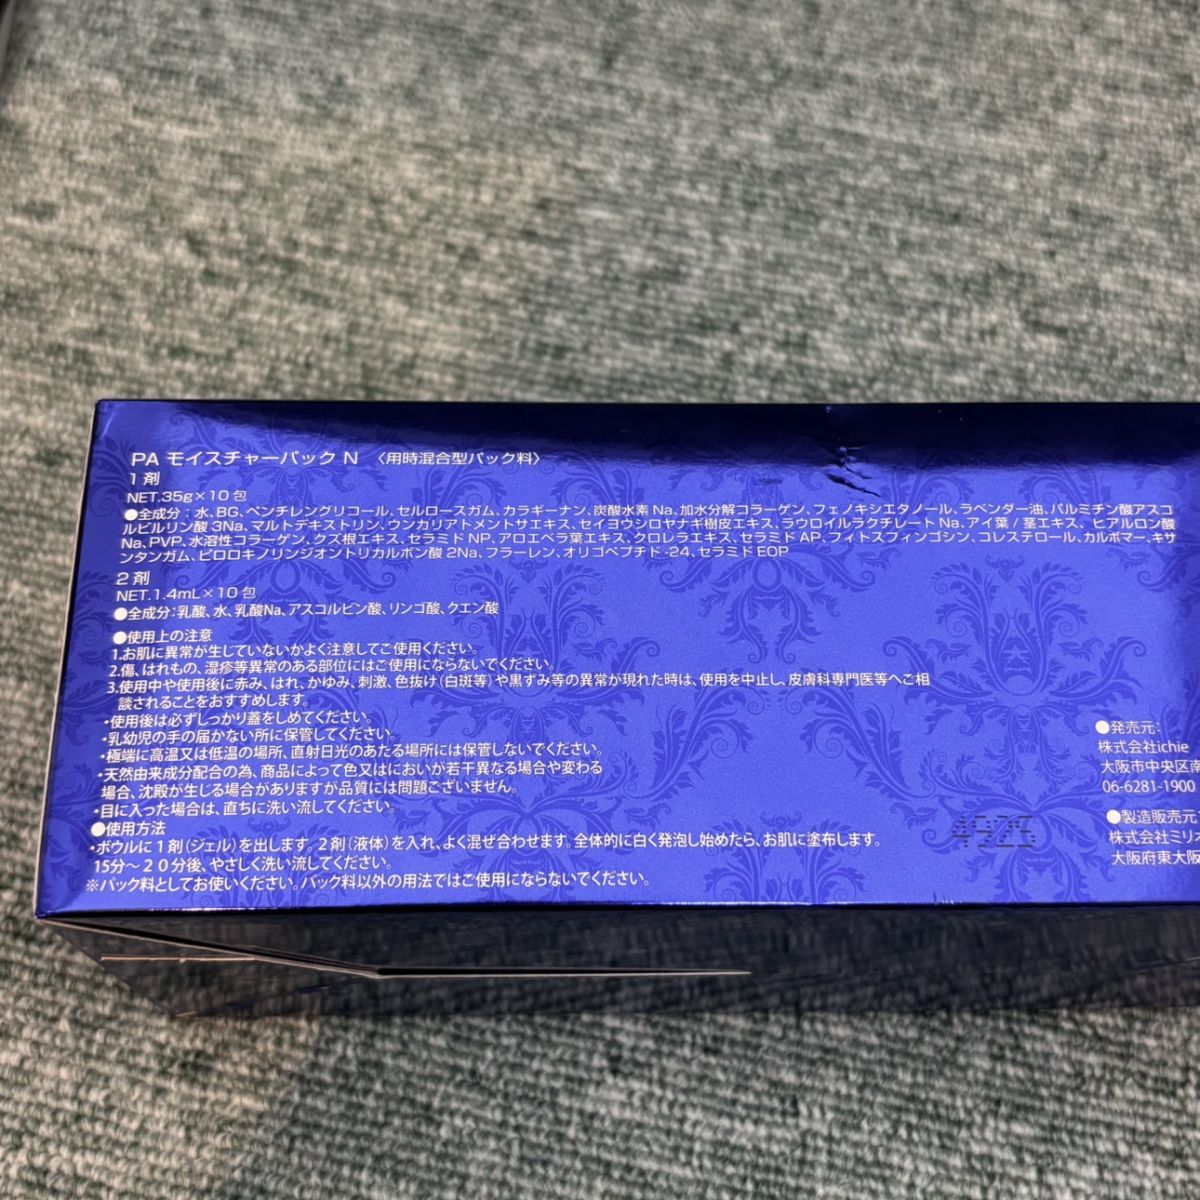 PA モイスチャーパック N 〈用時混合型パック料〉
1 剤
NET.35g×10 包
●全成分：水、BG、ペンチレングリコール、セルロースガム、カラギーナン、炭酸水素 Na、加水分解コラーゲン、フェノキシエタノール、ラベンダー油、パルミチン酸アスコ
ルビルリン酸 3Na、マルトデキストリン、ウンカリアトメントサエキス、セイヨウシロヤナギ樹皮エキス、ラウロイルラクチレート Na、アイ葉 / 茎エキス、ヒアルロン酸
Na、PVP、水溶性コラーゲン、クズ根エキス、セラミド NP、アロエベラ葉エキス、クロレラエキス、セラミド AP、フィトスフィンゴシン、コレステロール、カルボマー、キサ
ンタンガム、ピロロキノリンジオントリカルボン酸 2Na、フラーレン、オリゴペプチド -24、セラミド EOP
2 剤
NET.1.4mL×10 包
●全成分：乳酸、水、乳酸Na、アスコルビン酸、リンゴ酸、クエン酸
●使用上の注意
1.お肌に異常が生じていないかよく注意してご使用ください。
2.傷、はれもの、湿疹等異常のある部位にはご使用にならないでください。
3.使用中や使用後に赤み、はれ、かゆみ、刺激、色抜け（白斑等）や黒ずみ等の異常が現れた時は、使用を中止し、皮膚科専門医等へご相
談されることをおすすめします。
・使用後は必ずしっかり蓋をしめてください。
・乳幼児の手の届かない所に保管してください。
・極端に高温又は低温の場所、直射日光のあたる場所には保管しないでください。
・天然由来成分配合の為、商品によって色又はにおいが若干異なる場合や変わる
場合、沈殿が生じる場合がありますが品質には問題ございません。
・目に入った場合は、直ちに洗い流してください。
●使用方法
・ボウルに1剤（ジェル）を出します。2剤（液体）を入れ、よく混ぜ合わせます。全体的に白く発泡し始めたら、お肌に塗布します。
15分～20分後、やさしく洗い流してください。
※パック料としてお使いください。パック料以外の用法ではご使用にならないでください。
4925
●発売元：
株式会社ichie
大阪市中央区南
06-6281-1900
●製造販売元
株式会社ミリオ
大阪府東大阪